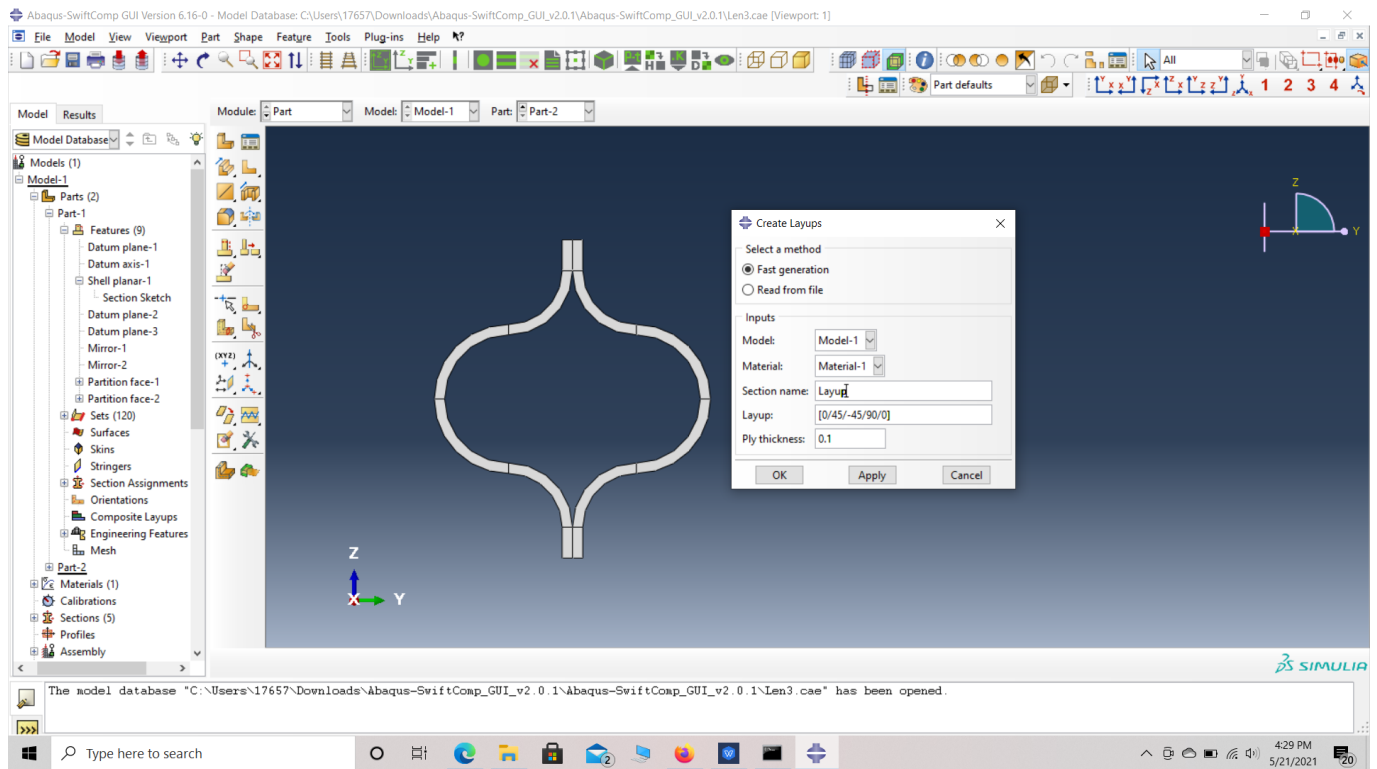 Abaqus-SwiftComp GUI Version 6.16-0 - Model Database: C:\Users\17657\Downloads\Abaqus-SwiftComp_GUI_v2.0.1\Abaqus-SwiftComp_GUI_v2.0.1\Len3.cae [Viewport: 1]
File Model View Viewport Part Shape Feature Tools Plug-ins Help
All
Part defaults
1 2 3 4
Model Results
Module: Part Model: Model-1 Part: Part-2
Model Database
Models (1)
Model-1
Parts (2)
Part-1
Features (9)
Datum plane-1
Datum axis-1
Shell planar-1
Section Sketch
Datum plane-2
Datum plane-3
Mirror-1
Mirror-2
Partition face-1
Partition face-2
Sets (120)
Surfaces
Skins
Stringers
Section Assignments
Orientations
Composite Layups
Engineering Features
Mesh
Part-2
Materials (1)
Calibrations
Sections (5)
Profiles
Assembly
(XYZ)
Create Layups
Select a method
Fast generation
Read from file
Inputs
Model: Model-1
Material: Material-1
Section name: Layup
Layup: [0/45/-45/90/0]
Ply thickness: 0.1
OK Apply Cancel
Z
X Y
Z
X Y
SIMULIA
The model database "C:\Users\17657\Downloads\Abaqus-SwiftComp_GUI_v2.0.1\Abaqus-SwiftComp_GUI_v2.0.1\Len3.cae" has been opened.
>>>
Type here to search
2
4:29 PM
5/21/2021
20